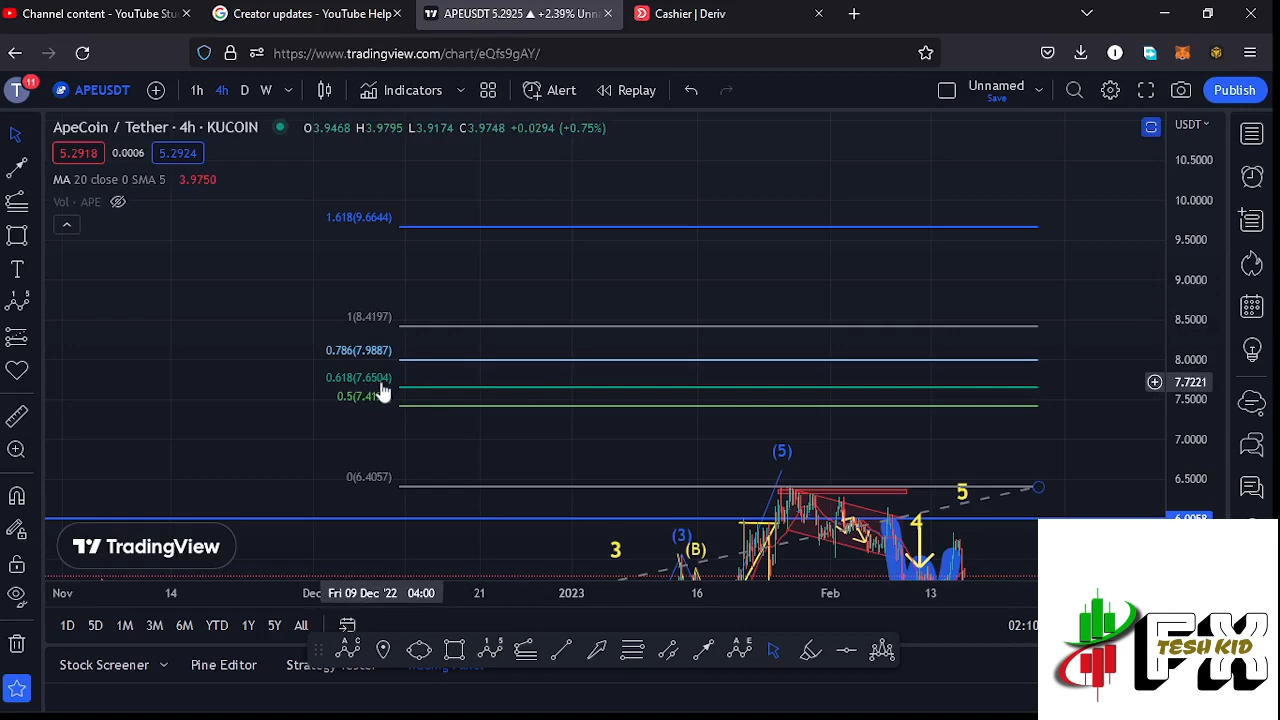 Channel content - YouTube Stu
Creator updates - YouTube Help
APEUSDT 5.2925 ▲ +2.39% Unna
Cashier | Deriv
https://www.tradingview.com/chart/eQfs9gAY/
T
11
APEUSDT
1h
4h
D
W
Indicators
Alert
Replay
Unnamed
Save
Publish
ApeCoin / Tether · 4h · KUCOIN
O3.9468 H3.9795 L3.9174 C3.9748 +0.0294 (+0.75%)
USDT
5.2918
0.0006
5.2924
MA 20 close 0 SMA 5 3.9750
Vol · APE
10.5000
10.0000
9.5000
9.0000
8.5000
8.0000
7.7221
7.5000
7.0000
6.5000
1.618(9.6644)
1(8.4197)
0.786(7.9887)
0.618(7.6504)
0(6.4057)
(5)
5
4
3
(3)
(B)
TradingView
Nov
14
Fri 09 Dec '22 04:00
21
2023
16
Feb
13
1D
5D
1M
3M
6M
YTD
1Y
5Y
All
02:10
Stock Screener
Pine Editor
FX
TESH KID